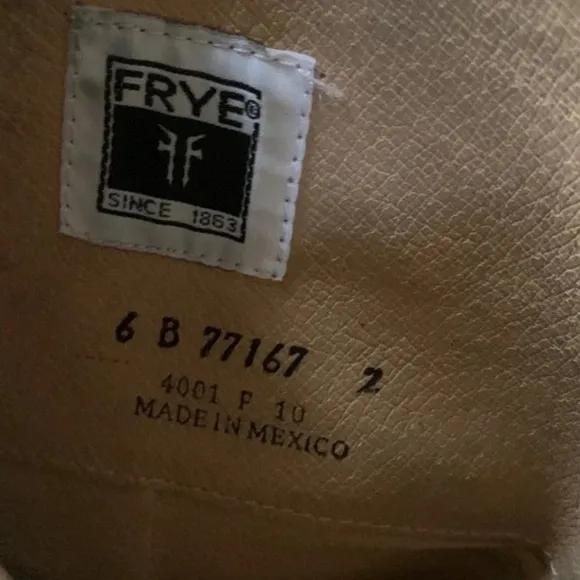 FRYE®
SINCE 1863
6 B 77167 2
4001 F 10
MADE IN MEXICO